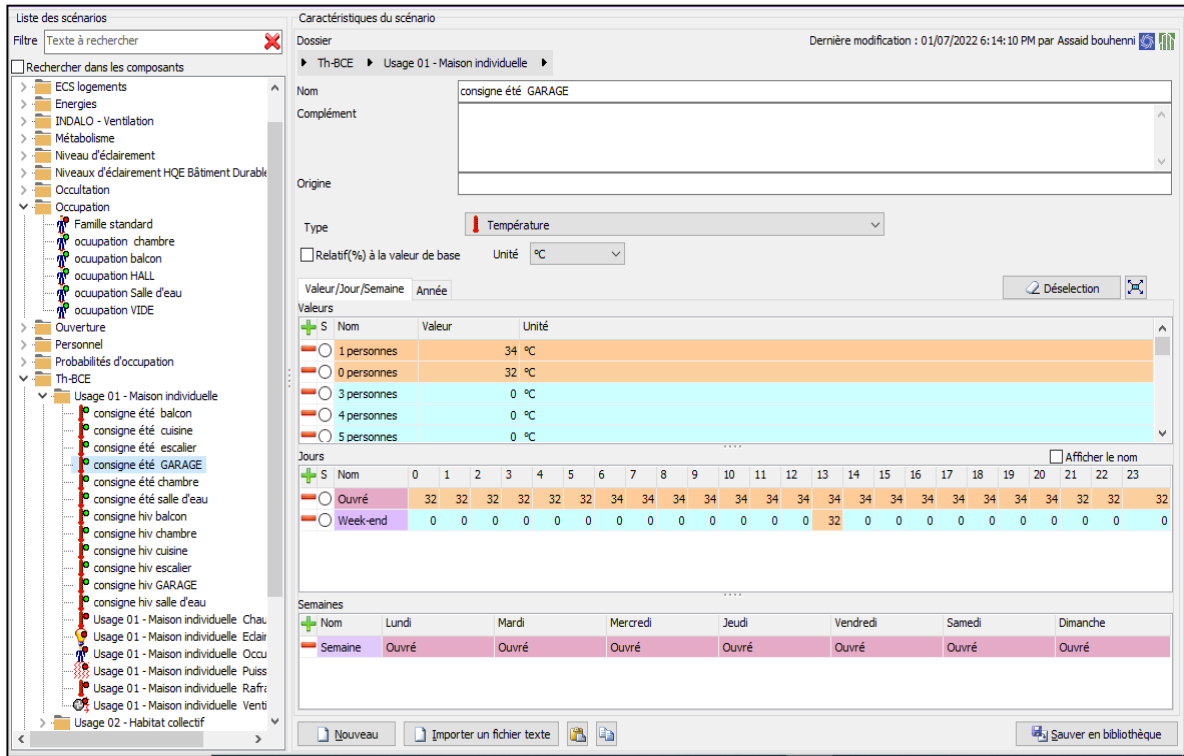 Liste des scénarios
Filtre Texte à rechercher
Rechercher dans les composants
ECS logements
Energies
INDALO - Ventilation
Métabolisme
Niveau d'éclairement
Niveaux d'éclairement HQE Bâtiment Durable
Occultation
Occupation
Famille standard
ocuupation chambre
ocuupation balcon
ocuupation HALL
ocuupation Salle d'eau
ocuupation VIDE
Ouverture
Personnel
Probabilités d'occupation
Th-BCE
Usage 01 - Maison individuelle
consigne été balcon
consigne été cuisine
consigne été escalier
consigne été GARAGE
consigne été chambre
consigne été salle d'eau
consigne hiv balcon
consigne hiv chambre
consigne hiv cuisine
consigne hiv escalier
consigne hiv GARAGE
consigne hiv salle d'eau
Usage 01 - Maison individuelle Chau
Usage 01 - Maison individuelle Eclair
Usage 01 - Maison individuelle Occu
Usage 01 - Maison individuelle Puiss
Usage 01 - Maison individuelle Rafra
Usage 01 - Maison individuelle Venti
Usage 02 - Habitat collectif
Caractéristiques du scénario
Dossier Dernière modification : 01/07/2022 6:14:10 PM par Assaid bouhenni
Th-BCE Usage 01 - Maison individuelle
Nom consigne été GARAGE
Complément
Origine
Type Température
Relatif(%) à la valeur de base Unité °C
Valeur/Jour/Semaine Année Déselection
Valeurs
S Nom Valeur Unité
1 personnes 34 °C
0 personnes 32 °C
3 personnes 0 °C
4 personnes 0 °C
5 personnes 0 °C
Jours Afficher le nom
S Nom 0 1 2 3 4 5 6 7 8 9 10 11 12 13 14 15 16 17 18 19 20 21 22 23
Ouvré 32 32 32 32 32 32 34 34 34 34 34 34 34 34 34 34 34 34 34 34 34 32 32 32
Week-end 0 0 0 0 0 0 0 0 0 0 0 0 0 32 0 0 0 0 0 0 0 0 0 0
Semaines
Nom Lundi Mardi Mercredi Jeudi Vendredi Samedi Dimanche
Semaine Ouvré Ouvré Ouvré Ouvré Ouvré Ouvré Ouvré
Nouveau Importer un fichier texte Sauver en bibliothèque